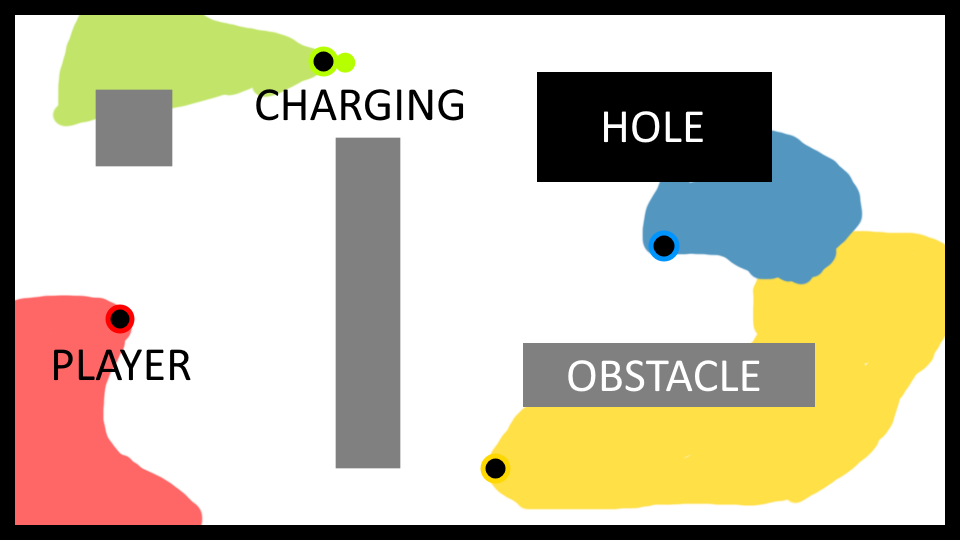 CHARGING
HOLE
PLAYER
OBSTACLE